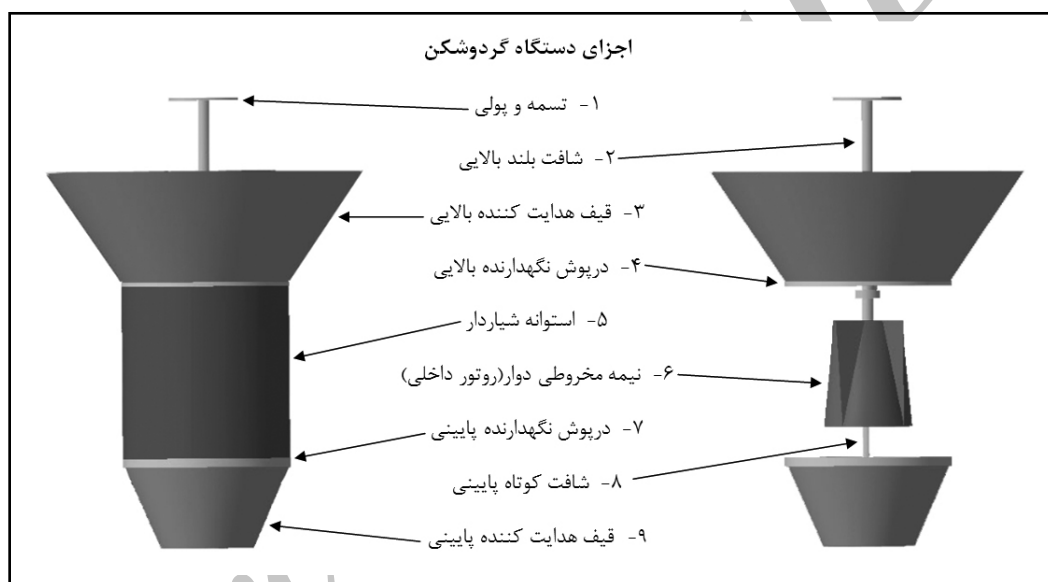 اجزای دستگاه گردوشکن
۱- تسمه و پولی
۲- شافت بلند بالایی
۳- قیف هدایت کننده بالایی
۴- درپوش نگهدارنده بالایی
۵- استوانه شیاردار
۶- نیمه مخروطی دوار(روتور داخلی)
۷- درپوش نگهدارنده پایینی
۸- شافت کوتاه پایینی
۹- قیف هدایت کننده پایینی